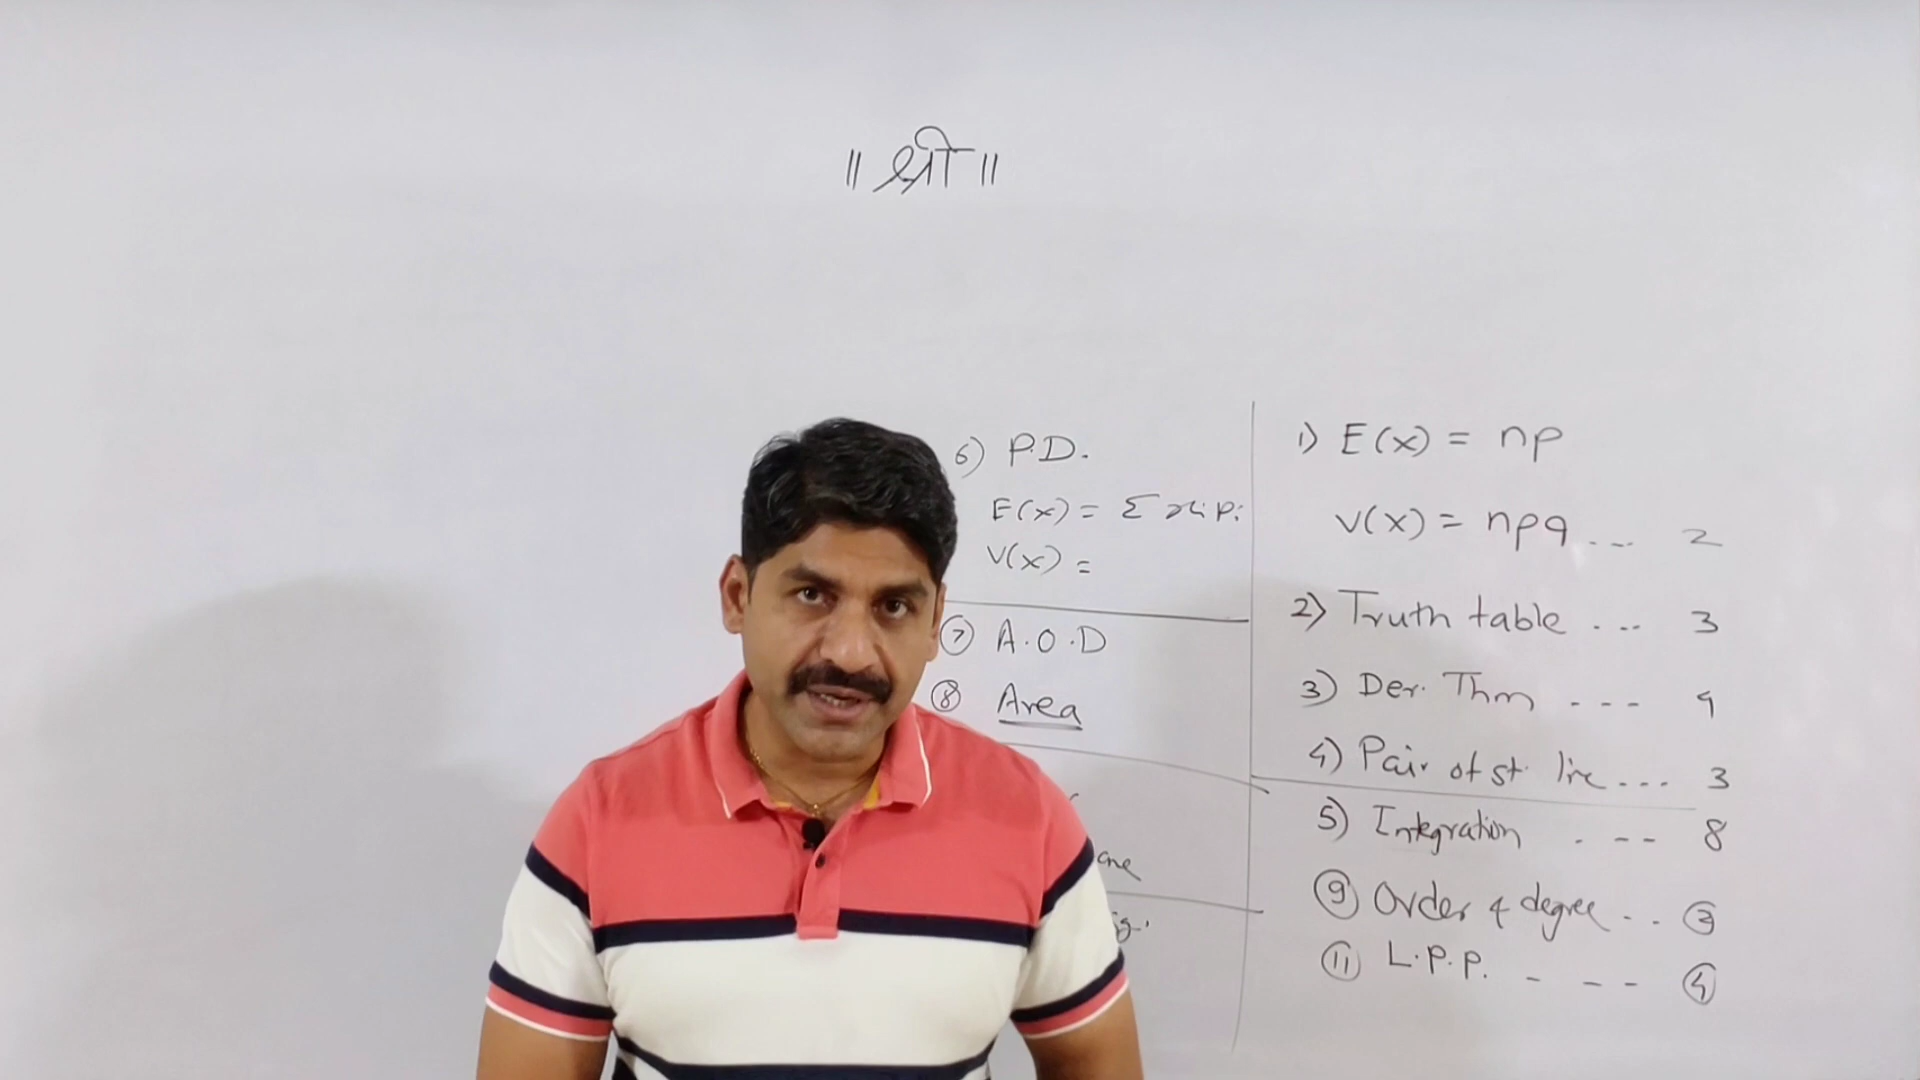 ॥ श्री ॥
6) P.D.
E(x) = Σ xi pi
V(x) =
⑦ A.O.D
⑧ Area
ane
1) E(x) = np
V(x) = npq ... 2
2) Truth table ... 3
3) Der. Thm --- 4
4) Pair of st. line ... 3
5) Integration . -- 8
⑨ Order & degree .. ③
⑪ L.P.P. - - - ④